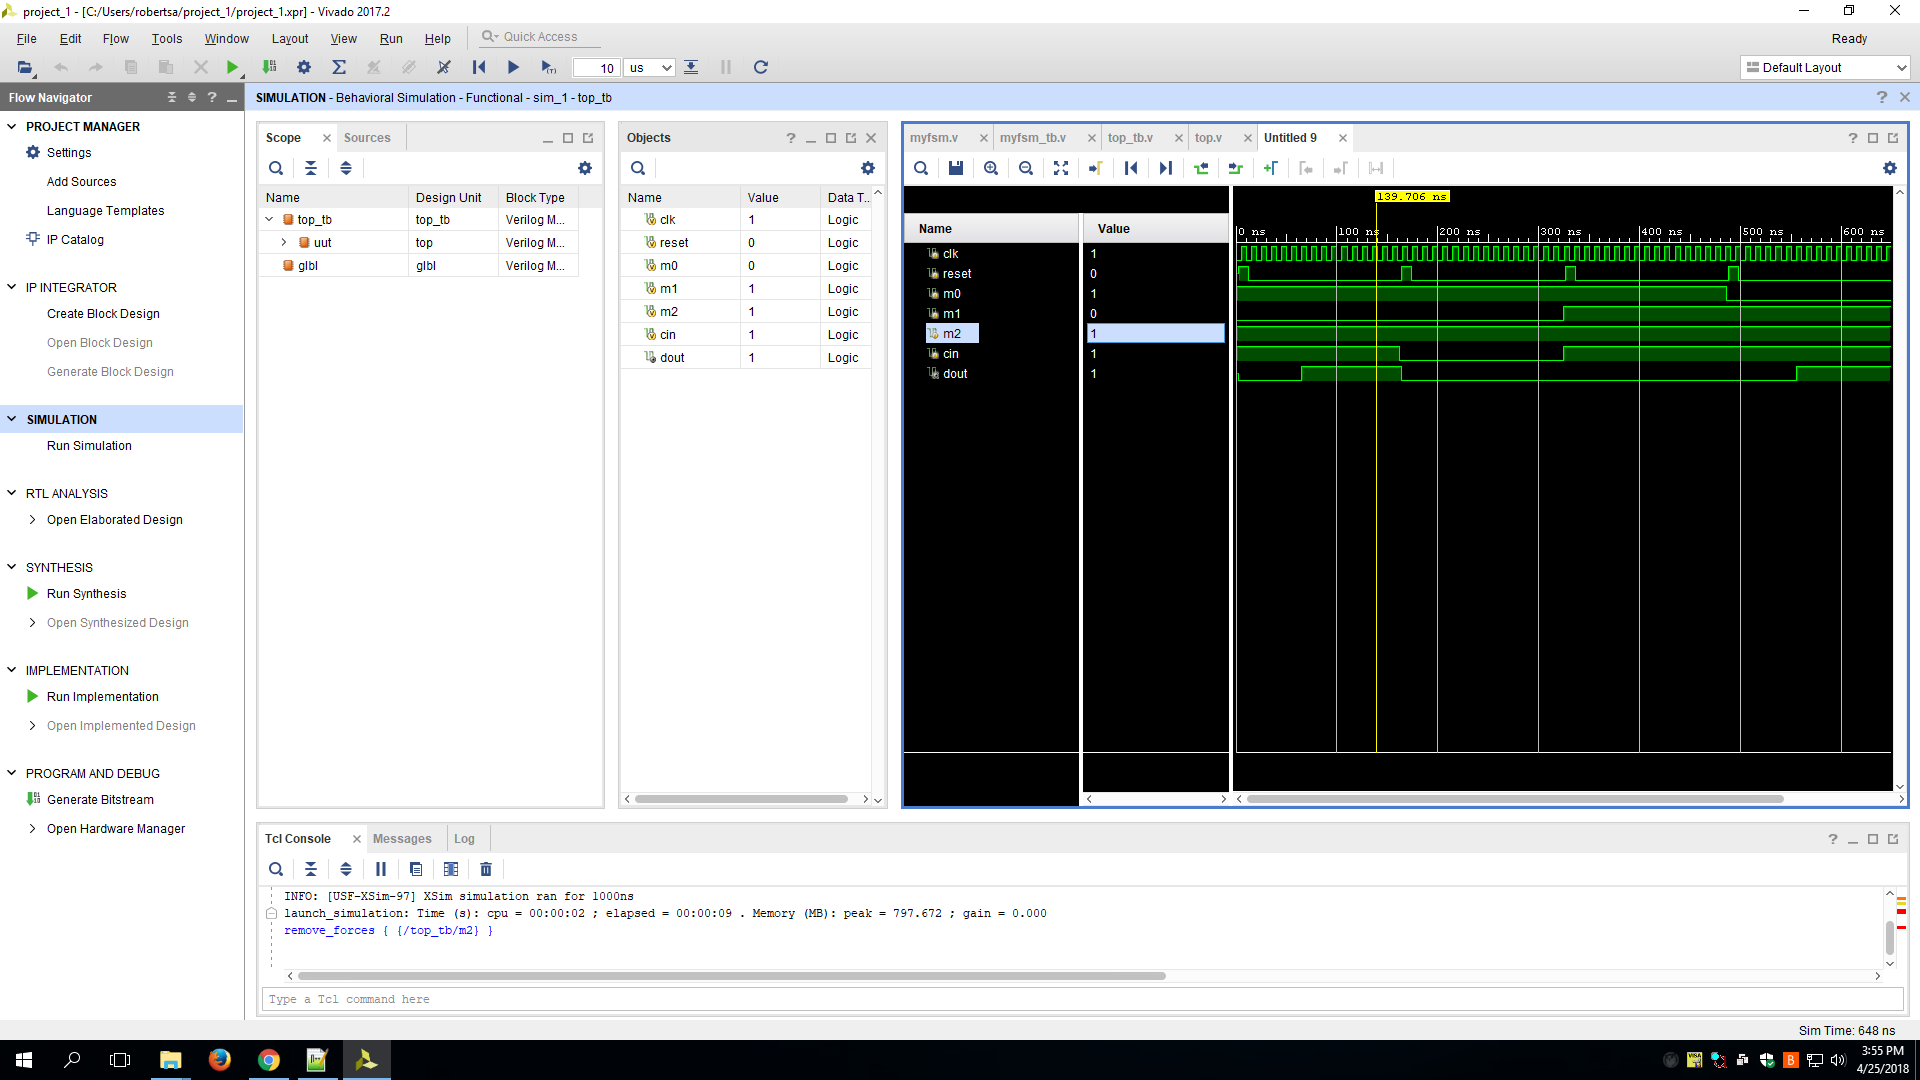 project_1 - [C:/Users/robertsa/project_1/project_1.xpr] - Vivado 2017.2
File Edit Flow Tools Window Layout View Run Help Quick Access Ready
10 us Default Layout
Flow Navigator
SIMULATION - Behavioral Simulation - Functional - sim_1 - top_tb
PROJECT MANAGER
Settings
Add Sources
Language Templates
IP Catalog
IP INTEGRATOR
Create Block Design
Open Block Design
Generate Block Design
SIMULATION
Run Simulation
RTL ANALYSIS
Open Elaborated Design
SYNTHESIS
Run Synthesis
Open Synthesized Design
IMPLEMENTATION
Run Implementation
Open Implemented Design
PROGRAM AND DEBUG
Generate Bitstream
Open Hardware Manager
Scope Sources
Name Design Unit Block Type
top_tb top_tb Verilog M...
uut top Verilog M...
glbl glbl Verilog M...
Objects
Name Value Data T...
clk 1 Logic
reset 0 Logic
m0 0 Logic
m1 1 Logic
m2 1 Logic
cin 1 Logic
dout 1 Logic
myfsm.v myfsm_tb.v top_tb.v top.v Untitled 9
139.706 ns
Name Value
0 ns 100 ns 200 ns 300 ns 400 ns 500 ns 600 ns
clk 1
reset 0
m0 1
m1 0
m2 1
cin 1
dout 1
Tcl Console Messages Log
INFO: [USF-XSim-97] XSim simulation ran for 1000ns
launch_simulation: Time (s): cpu = 00:00:02 ; elapsed = 00:00:09 . Memory (MB): peak = 797.672 ; gain = 0.000
remove_forces { {/top_tb/m2} }
Type a Tcl command here
Sim Time: 648 ns
3:55 PM
4/25/2018